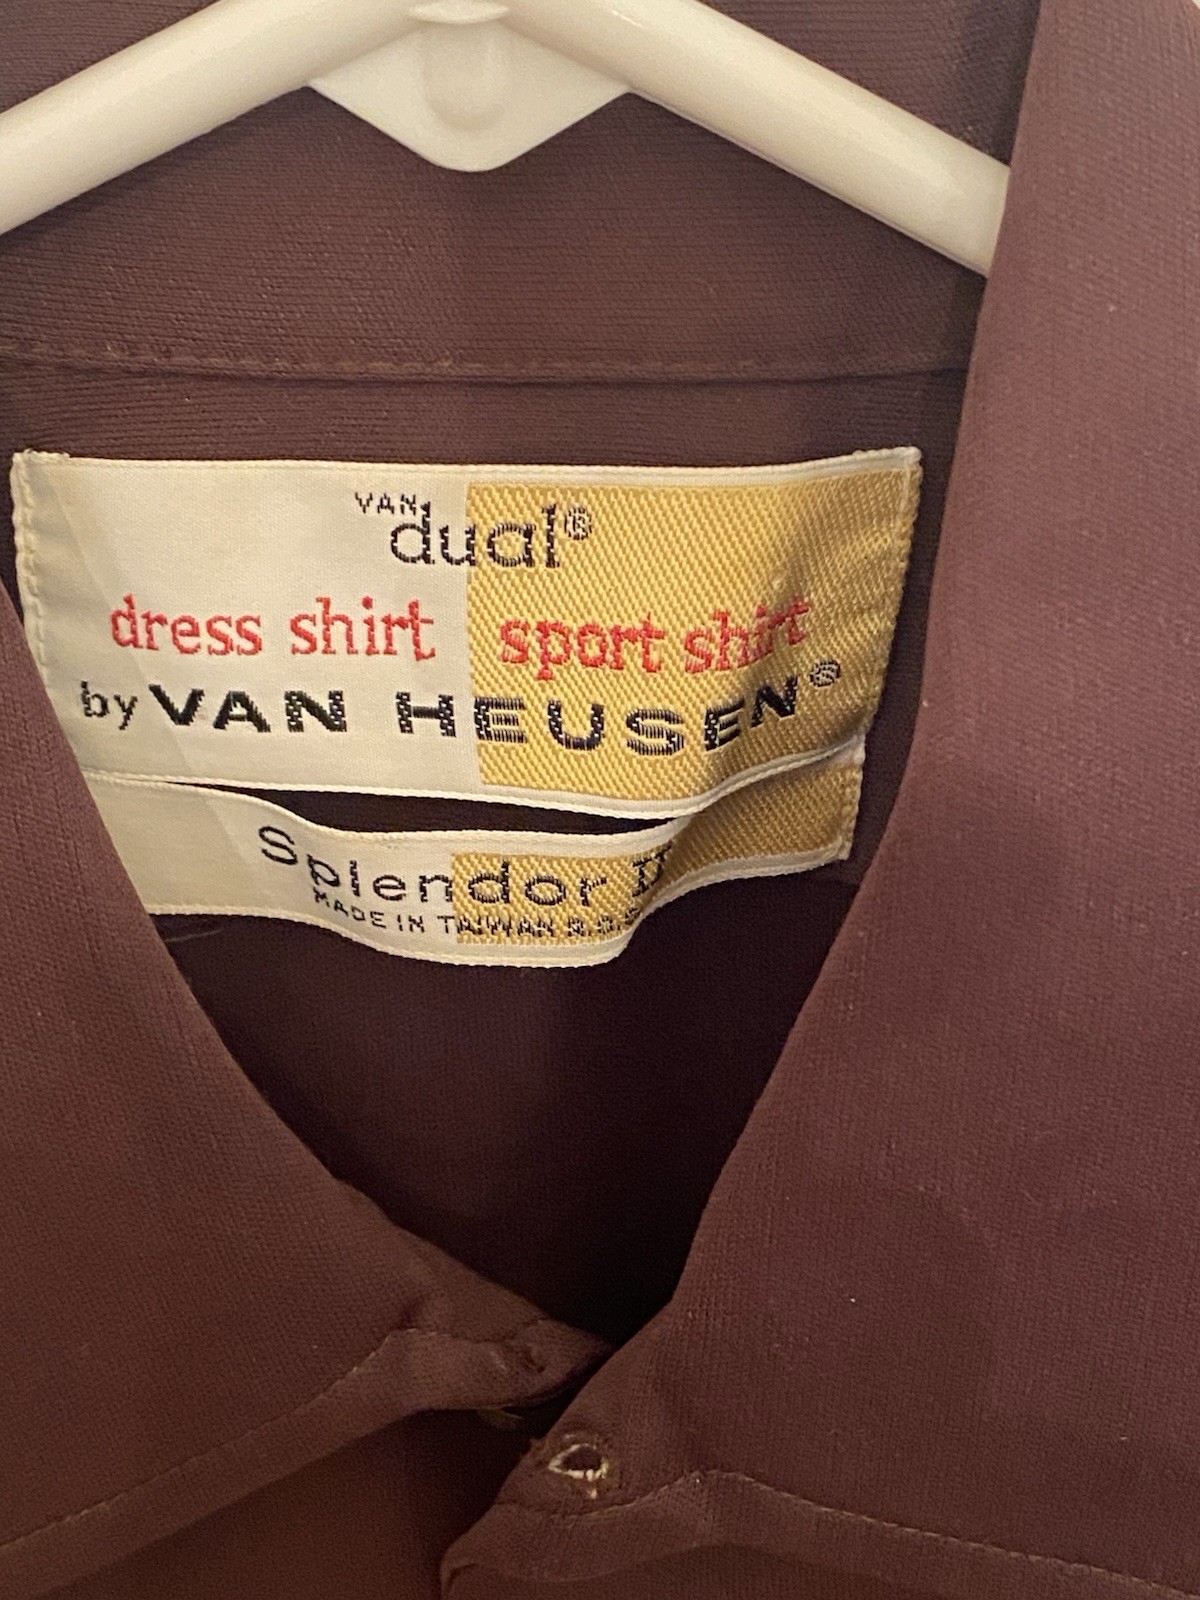 VAN
dual®
dress shirt sport shirt
by VAN HEUSEN®
Splendor II
MADE IN TAIWAN R.O.